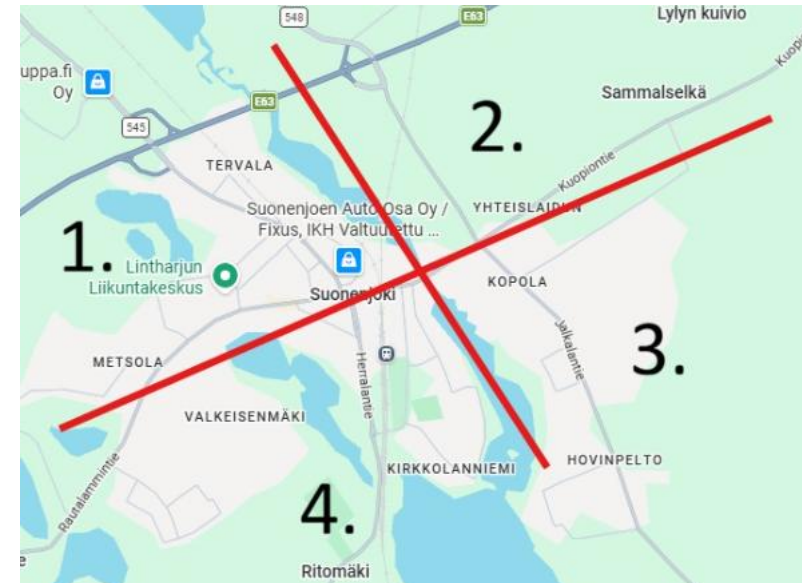 548
E63
Lylyn kuivio
uppa.fi
Oy
Sammalselkä
E63
545
2.
TERVALA
Kuopiontie
YHTEISLAIDUN
Suonenjoen Auto Osa Oy /
Fixus, IKH Valtuutettu ...
1.
Lintharjun
Liikuntakeskus
KOPOLA
Suonenjoki
Jalkalantie
3.
METSOLA
Herralantie
VALKEISENMÄKI
KIRKKOLANNIEMI
HOVINPELTO
Rautalammintie
4.
Ritomäki